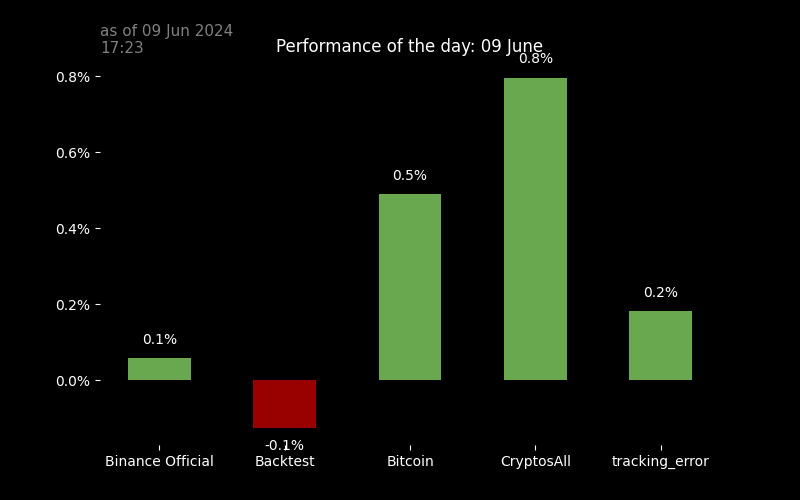 as of 09 Jun 2024
17:23
Performance of the day: 09 June
0.8%
0.8%
0.6%
0.5%
0.4%
0.2%
0.2%
0.1%
0.0%
-0.1%
Binance Official
Backtest
Bitcoin
CryptosAll
tracking_error